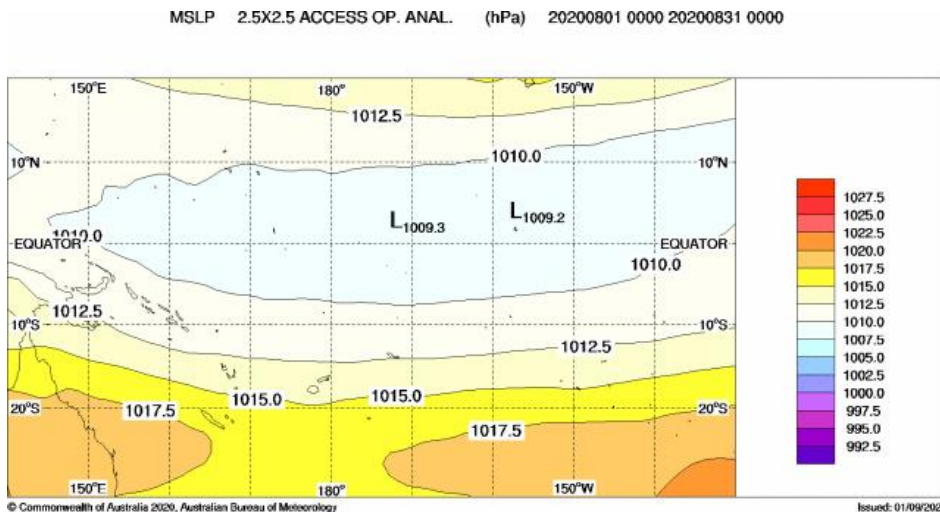 MSLP 2.5X2.5 ACCESS OP. ANAL. (hPa) 20200801 0000 20200831 0000
150°E 180° 150°W
1012.5
10°N 1010.0 10°N
L1009.3 L1009.2
EQUATOR 1010.0 EQUATOR
1010.0
1012.5
10°S 10°S
1012.5
1015.0 1015.0
20°S 1017.5 20°S
1017.5
150°E 180° 150°W
1027.5
1025.0
1022.5
1020.0
1017.5
1015.0
1012.5
1010.0
1007.5
1005.0
1002.5
1000.0
997.5
995.0
992.5
© Commonwealth of Australia 2020, Australian Bureau of Meteorology
Issued: 01/09/202